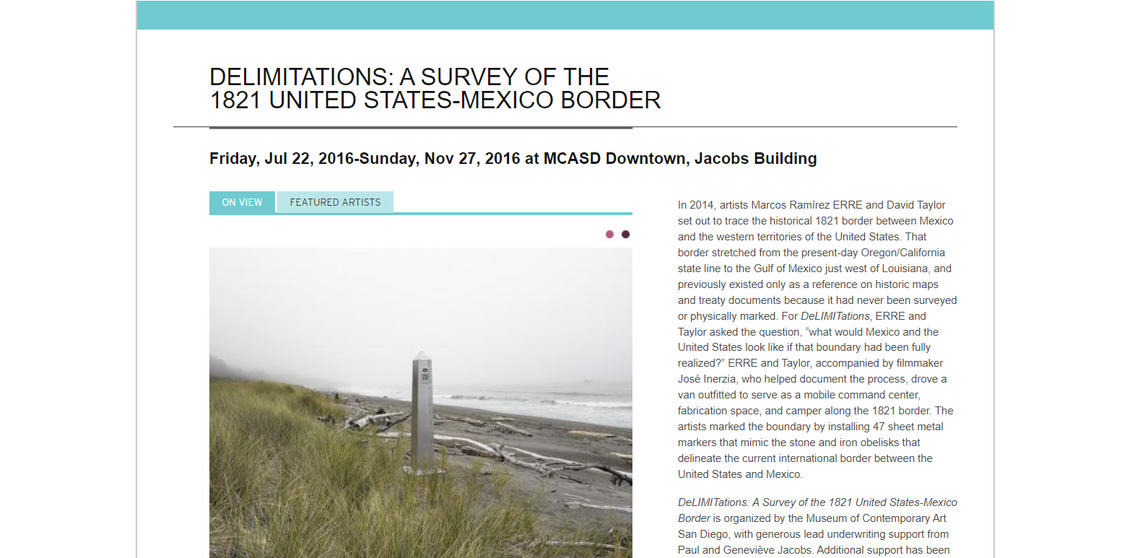 DELIMITATIONS: A SURVEY OF THE
1821 UNITED STATES-MEXICO BORDER
Friday, Jul 22, 2016-Sunday, Nov 27, 2016 at MCASD Downtown, Jacobs Building
ON VIEW
FEATURED ARTISTS
In 2014, artists Marcos Ramírez ERRE and David Taylor
set out to trace the historical 1821 border between Mexico
and the western territories of the United States. That
border stretched from the present-day Oregon/California
state line to the Gulf of Mexico just west of Louisiana, and
previously existed only as a reference on historic maps
and treaty documents because it had never been surveyed
or physically marked. For DeLIMITations, ERRE and
Taylor asked the question, “what would Mexico and the
United States look like if that boundary had been fully
realized?” ERRE and Taylor, accompanied by filmmaker
José Inerzia, who helped document the process, drove a
van outfitted to serve as a mobile command center,
fabrication space, and camper along the 1821 border. The
artists marked the boundary by installing 47 sheet metal
markers that mimic the stone and iron obelisks that
delineate the current international border between the
United States and Mexico.
DeLIMITations: A Survey of the 1821 United States-Mexico
Border is organized by the Museum of Contemporary Art
San Diego, with generous lead underwriting support from
Paul and Geneviève Jacobs. Additional support has been